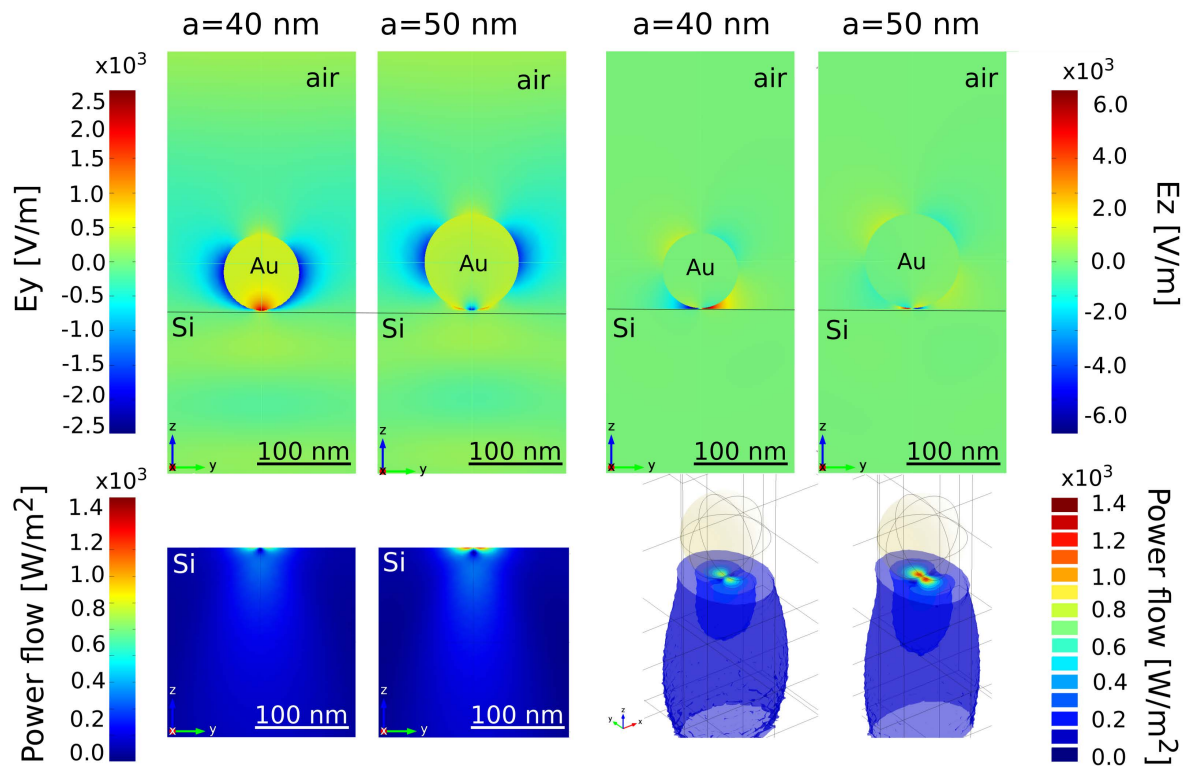 a=40 nm a=50 nm a=40 nm a=50 nm
x10³ x10³
Ey [V/m]
2.5
2.0
1.5
1.0
0.5
0.0
-0.5
-1.0
-1.5
-2.0
-2.5
air
Au
Si
z
x y
100 nm
air
Au
Si
z
x y
100 nm
air
Au
Si
z
x y
100 nm
air
Au
Si
z
x y
100 nm
6.0
4.0
2.0
0.0
-2.0
-4.0
-6.0
Ez [V/m]
x10³
Power flow [W/m²]
1.4
1.2
1.0
0.8
0.6
0.4
0.2
0.0
Si
z
x y
100 nm
Si
z
x y
100 nm
z
y x
x10³
1.4
1.2
1.0
0.8
0.6
0.4
0.2
0.0
Power flow [W/m²]